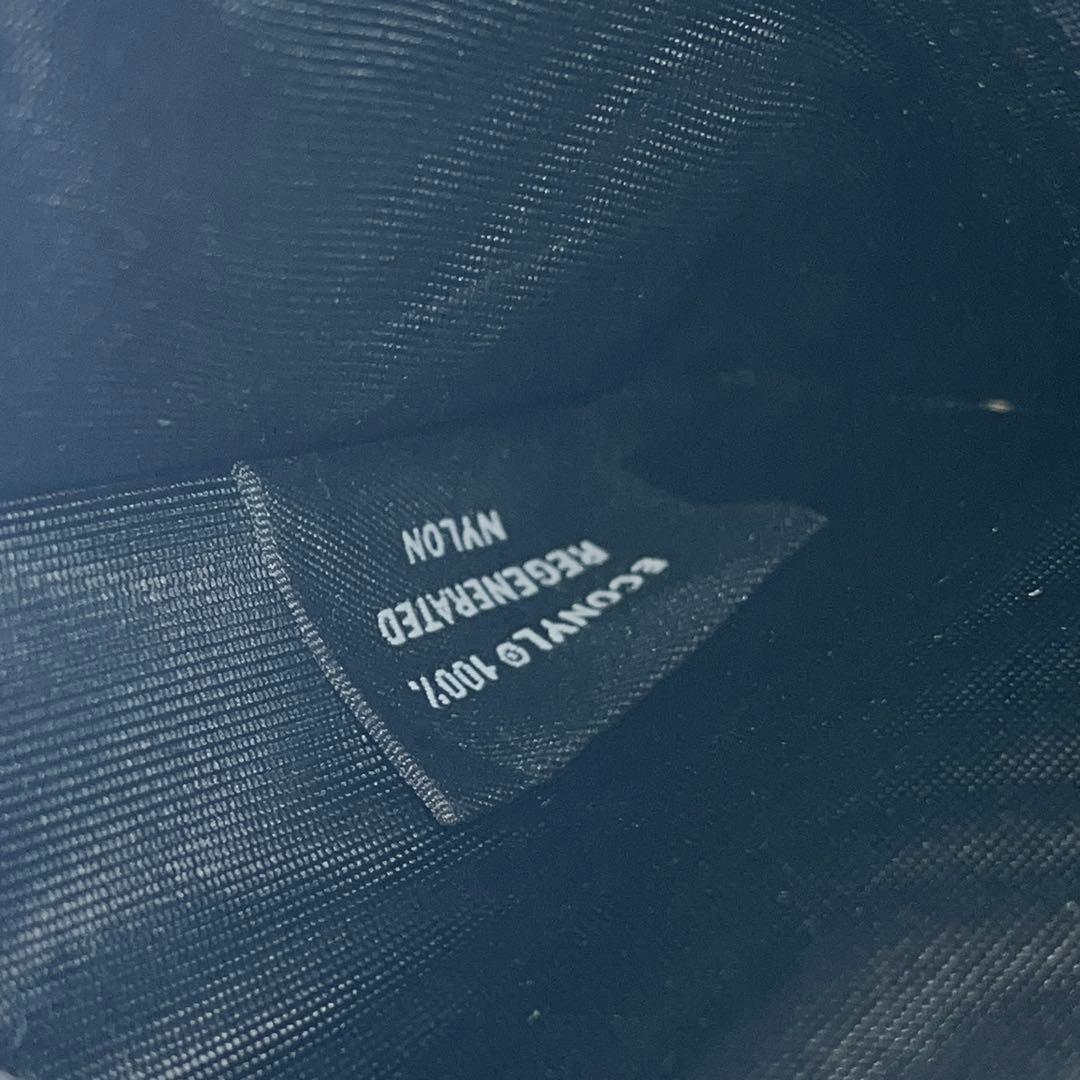 ECONYL© 100%
REGENERATED
NYLON